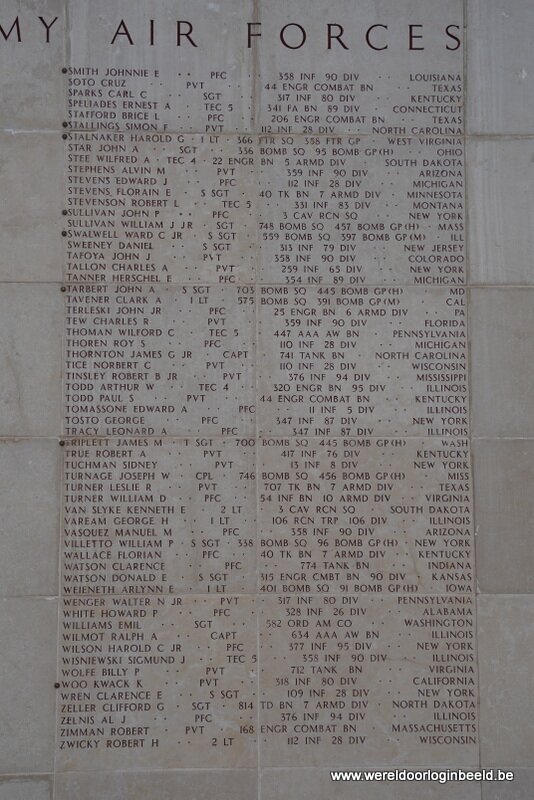 MY AIR FORCES
SMITH JOHNNIE E · · PFC · · 358 INF 90 DIV · · LOUISIANA
SOTO CRUZ · · PVT · · 44 ENGR COMBAT BN · · TEXAS
SPARKS CARL C · · SGT · · 317 INF 80 DIV · · KENTUCKY
SPELIADES ERNEST A · TEC 5 · · 341 FA BN 89 DIV · CONNECTICUT
STAFFORD BRICE L · PFC · · 206 ENGR COMBAT BN · · TEXAS
STALLINGS SIMON F · · PVT · · 112 INF 28 DIV · · NORTH CAROLINA
STALNAKER HAROLD G · 1 LT · 366 FTR SQ 358 FTR GP · WEST VIRGINIA
STAR JOHN A · · SGT · · 336 BOMB SQ 95 BOMB GP(H) · · OHIO
STEE WILFRED A · TEC 4 · 22 ENGR BN 5 ARMD DIV · · SOUTH DAKOTA
STEPHENS ALVIN M · · PVT · · 359 INF 90 DIV · · ARIZONA
STEVENS EDWARD J · · PFC · · 112 INF 28 DIV · · MICHIGAN
STEVENS FLORAIN E · · S SGT · · 40 TK BN 7 ARMD DIV · MINNESOTA
STEVENSON ROBERT L · · TEC 5 · · 331 INF 83 DIV · · MONTANA
SULLIVAN JOHN P · · PFC · · 3 CAV RCN SQ · · NEW YORK
SULLIVAN WILLIAM J JR · SGT · 748 BOMB SQ 457 BOMB GP(H) · MASS
SWALWELL WARD C JR · S SGT · 559 BOMB SQ 397 BOMB GP(M) · ILL
SWEENEY DANIEL · · S SGT · · 313 INF 79 DIV · · NEW JERSEY
TAFOYA JOHN J · · PVT · · 358 INF 90 DIV · · COLORADO
TALLON CHARLES A · · PVT · · 259 INF 65 DIV · · NEW YORK
TANNER HERSCHEL E · · PFC · · 354 INF 89 DIV · · MICHIGAN
TARBERT JOHN A · S SGT · 703 BOMB SQ 445 BOMB GP(H) · · MD
TAVENER CLARK A · 1 LT · 575 BOMB SQ 391 BOMB GP(M) · · CAL
TERLESKI JOHN JR · · PFC · · 25 ENGR BN 6 ARMD DIV · · PA
TEW CHARLES R · · PVT · · 359 INF 90 DIV · · FLORIDA
THOMAN WILFORD C · TEC 5 · · 447 AAA AW BN · · PENNSYLVANIA
THOREN ROY S · · PFC · · 110 INF 28 DIV · · MICHIGAN
THORNTON JAMES G JR · CAPT · · 741 TANK BN · NORTH CAROLINA
TICE NORBERT C · · PVT · · 110 INF 28 DIV · · WISCONSIN
TINSLEY ROBERT B JR · PVT · · 376 INF 94 DIV · · MISSISSIPPI
TODD ARTHUR W · · TEC 4 · · 320 ENGR BN 95 DIV · · ILLINOIS
TODD PAUL S · · PVT · · 44 ENGR COMBAT BN · · KENTUCKY
TOMASSONE EDWARD A · · PFC · · 11 INF 5 DIV · · ILLINOIS
TOSTO GEORGE · · PFC · · 347 INF 87 DIV · · NEW YORK
TRACY LEONARD A · · PFC · · 347 INF 87 DIV · · ILLINOIS
TRIPLETT JAMES M · T SGT · 700 BOMB SQ 445 BOMB GP(H) · WASH
TRUE ROBERT A · · PVT · · 417 INF 76 DIV · · KENTUCKY
TUCHMAN SIDNEY · · PVT · · 13 INF 8 DIV · · NEW YORK
TURNAGE JOSEPH W · CPL · 746 BOMB SQ 456 BOMB GP(H) · MISS
TURNER LESLIE R · PVT · · 707 TK BN 7 ARMD DIV · · TEXAS
TURNER WILLIAM D · PFC · 54 INF BN 10 ARMD DIV · VIRGINIA
VAN SLYKE KENNETH E · 2 LT · · 3 CAV RCN SQ · SOUTH DAKOTA
VAREAM GEORGE H · 1 LT · · 106 RCN TRP 106 DIV · · ILLINOIS
VASQUEZ MANUEL M · · PFC · · 358 INF 90 DIV · · ARIZONA
VILLETTO WILLIAM P · S SGT · 338 BOMB SQ 96 BOMB GP(H) · NEW YORK
WALLACE FLORIAN · · PFC · · 40 TK BN 7 ARMD DIV · · KENTUCKY
WATSON CLARENCE · · PFC · · 774 TANK BN · · INDIANA
WATSON DONALD E · S SGT · · 315 ENGR CMBT BN 90 DIV · KANSAS
WEIENETH ARLYNN E · 1 LT · · 401 BOMB SQ 91 BOMB GP(H) · IOWA
WENGER WALTER N JR · PVT · · 317 INF 80 DIV · · PENNSYLVANIA
WHITE HOWARD P · · PFC · · 328 INF 26 DIV · · ALABAMA
WILLIAMS EMIL · · SGT · · 582 ORD AM CO · · WASHINGTON
WILMOT RALPH A · · CAPT · · 634 AAA AW BN · · ILLINOIS
WILSON HAROLD C JR · · PFC · · 377 INF 95 DIV · · NEW YORK
WISNIEWSKI SIGMUND J · TEC 5 · · 358 INF 90 DIV · · ILLINOIS
WOLFE BILLY P · · PVT · · 712 TANK BN · · VIRGINIA
WOO KWACK K · · PVT · · 318 INF 80 DIV · · CALIFORNIA
WREN CLARENCE E · · S SGT · · 109 INF 28 DIV · · NEW YORK
ZELLER CLIFFORD G · SGT · 814 TD BN 7 ARMD DIV · NORTH DAKOTA
ZELNIS AL J · · PFC · · 376 INF 94 DIV · · ILLINOIS
ZIMMAN ROBERT · · PVT · 168 ENGR COMBAT BN · MASSACHUSETTS
ZWICKY ROBERT H · · 2 LT · · 112 INF 28 DIV · · WISCONSIN
www.wereldoorloginbeeld.be